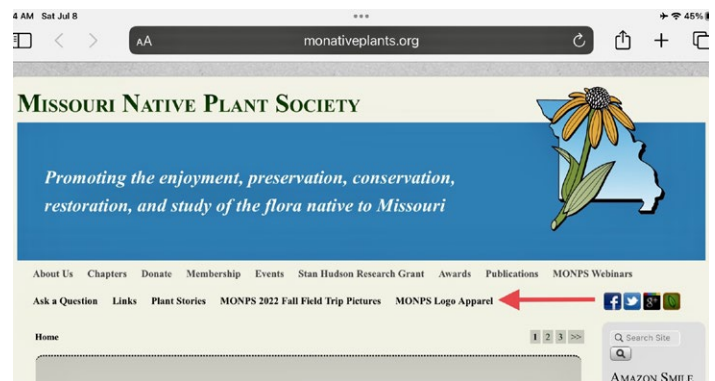 4 AM Sat Jul 8
45%
AA
monativeplants.org
MISSOURI NATIVE PLANT SOCIETY
Promoting the enjoyment, preservation, conservation,
restoration, and study of the flora native to Missouri
About Us Chapters Donate Membership Events Stan Hudson Research Grant Awards Publications MONPS Webinars
Ask a Question Links Plant Stories MONPS 2022 Fall Field Trip Pictures MONPS Logo Apparel
Home
1 2 3 >>
Search Site
AMAZON SMILE